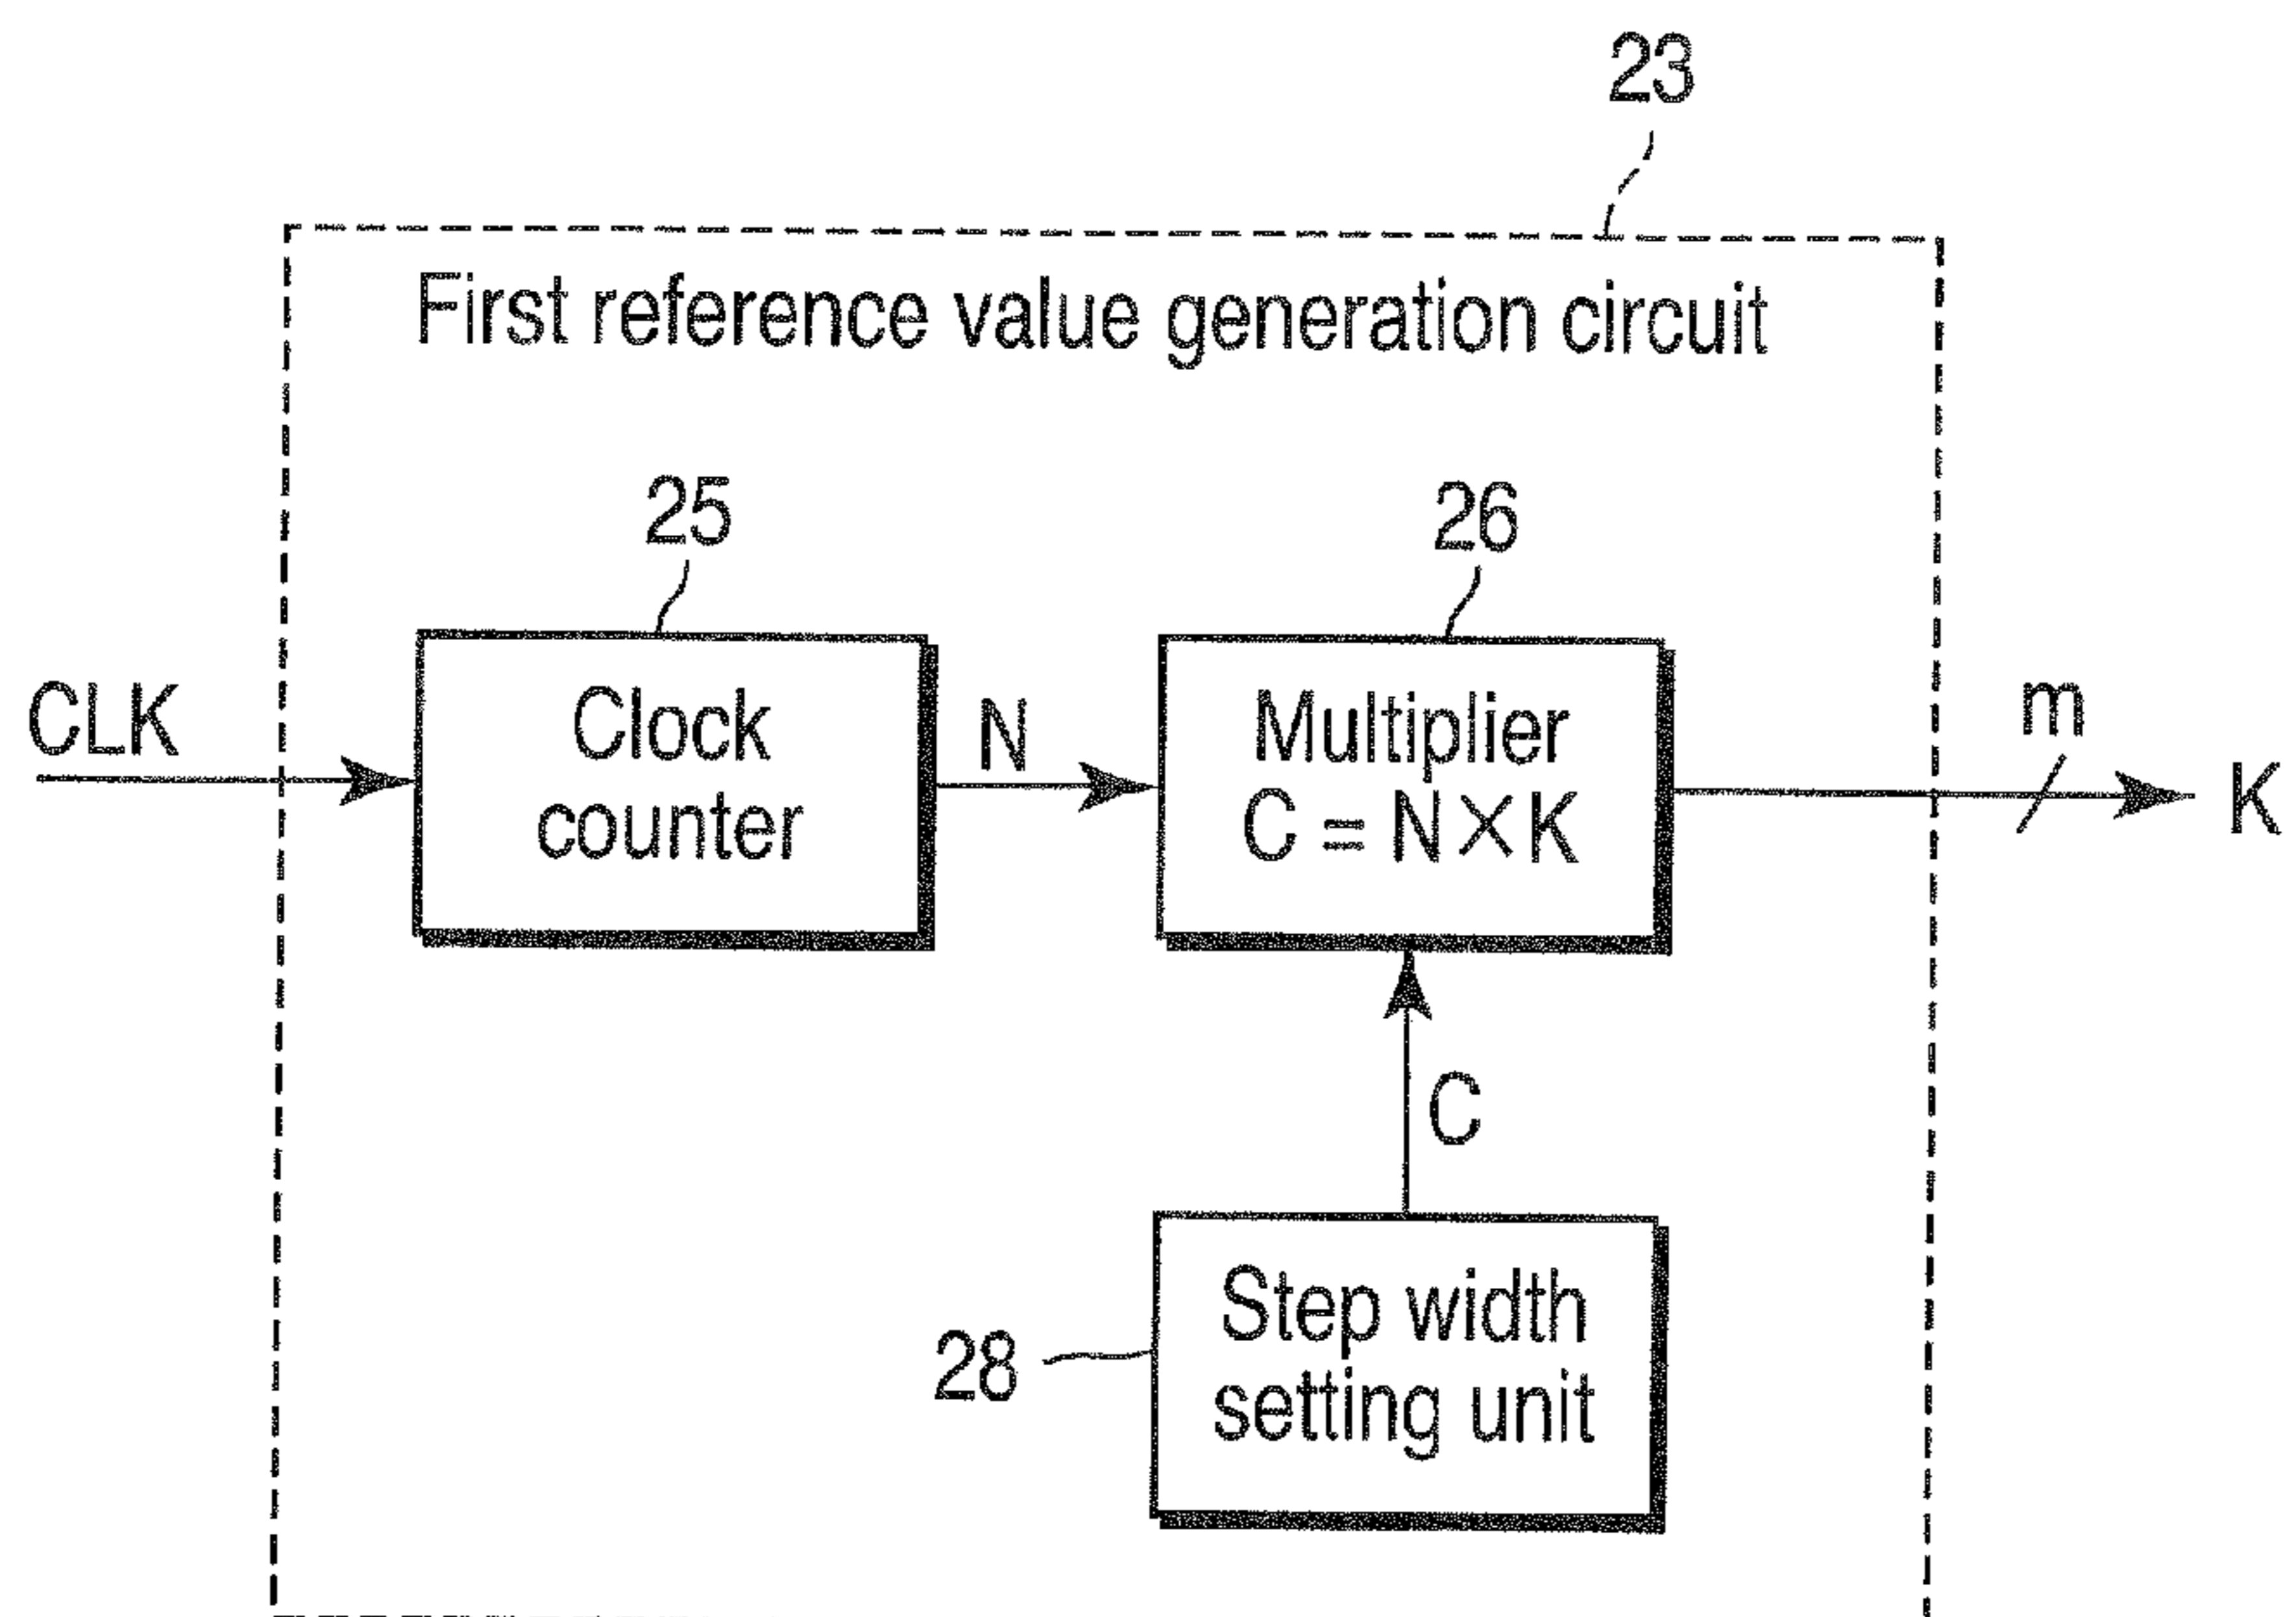 23
First reference value generation circuit
25
26
CLK
Clock
counter
N
Multiplier
C = N×K
m
K
C
28
Step width
setting unit